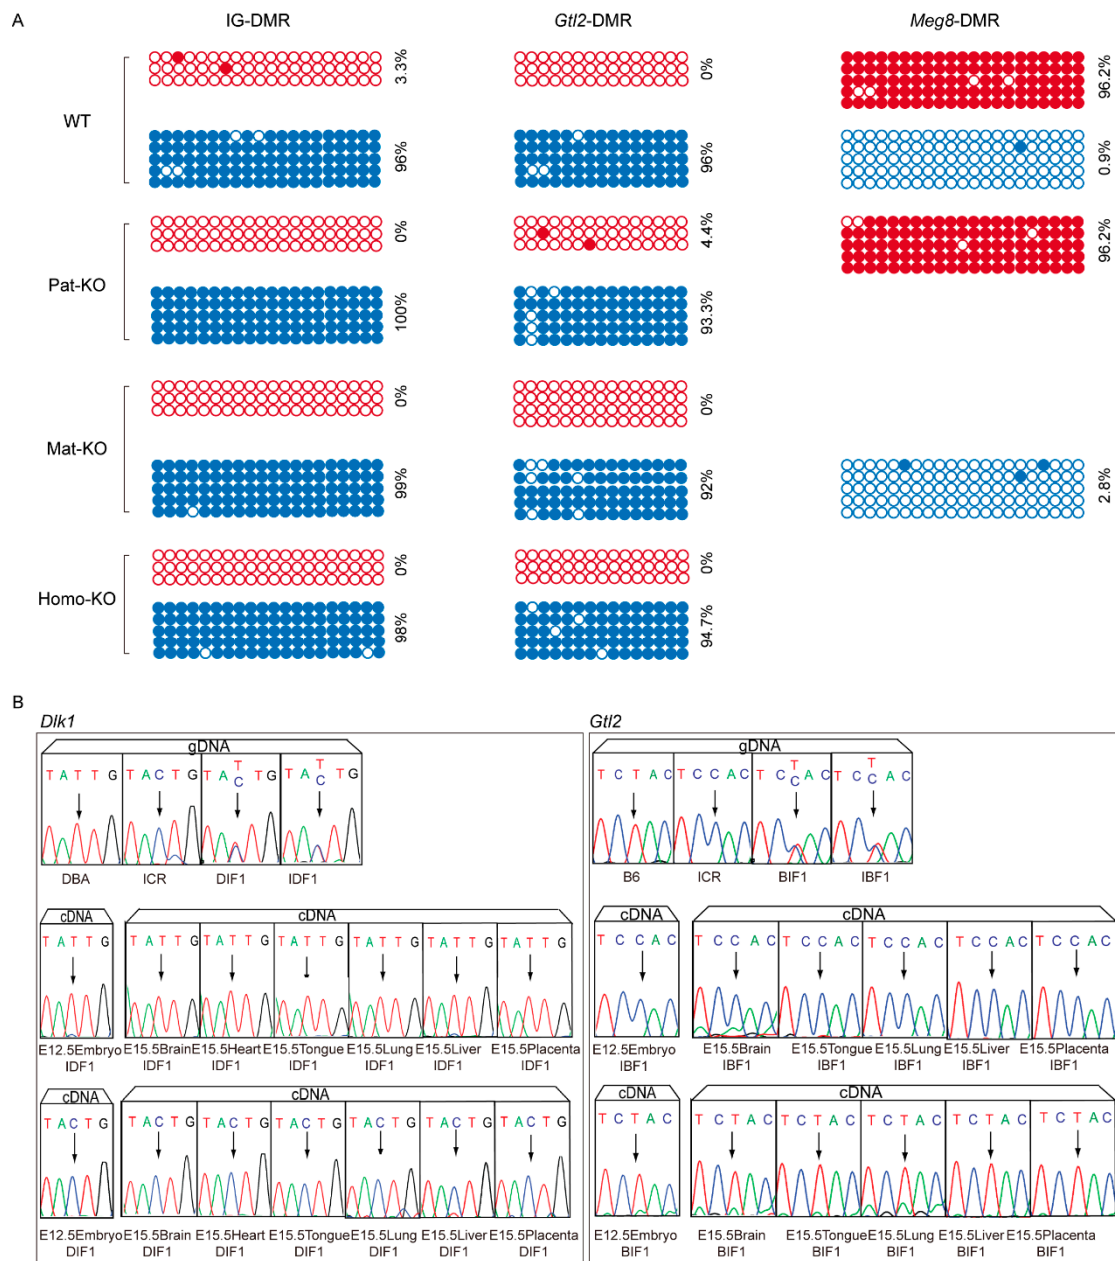 A
IG-DMR Gtl2-DMR Meg8-DMR
WT
3.3% 0% 96.2%
96% 96% 0.9%
Pat-KO
0% 4.4% 96.2%
100% 93.3%
Mat-KO
0% 0%
99% 92% 2.8%
Homo-KO
0% 0%
98% 94.7%
B
Dlk1
gDNA
T A T T G T A C T G T A T C T G T A T C T G
DBA ICR DIF1 IDF1
cDNA cDNA
T A T T G T A T T G T A T T G T A T T G T A T T G T A T T G T A T T G
E12.5Embryo E15.5Brain E15.5Heart E15.5Tongue E15.5Lung E15.5Liver E15.5Placenta
IDF1 IDF1 IDF1 IDF1 IDF1 IDF1 IDF1
cDNA cDNA
T A C T G T A C T G T A C T G T A C T G T A C T G T A C T G T A C T G
E12.5Embryo E15.5Brain E15.5Heart E15.5Tongue E15.5Lung E15.5Liver E15.5Placenta
DIF1 DIF1 DIF1 DIF1 DIF1 DIF1 DIF1
Gtl2
gDNA
T C T A C T C C A C T C T C A C T C T C A C
B6 ICR BIF1 IBF1
cDNA cDNA
T C C A C T C C A C T C C A C T C C A C T C C A C T C C A C
E12.5Embryo E15.5Brain E15.5Tongue E15.5Lung E15.5Liver E15.5Placenta
IBF1 IBF1 IBF1 IBF1 IBF1 IBF1
cDNA cDNA
T C T A C T C T A C T C T A C T C T A C T C T A C T C T A C
E12.5Embryo E15.5Brain E15.5Tongue E15.5Lung E15.5Liver E15.5Placenta
BIF1 BIF1 BIF1 BIF1 BIF1 BIF1